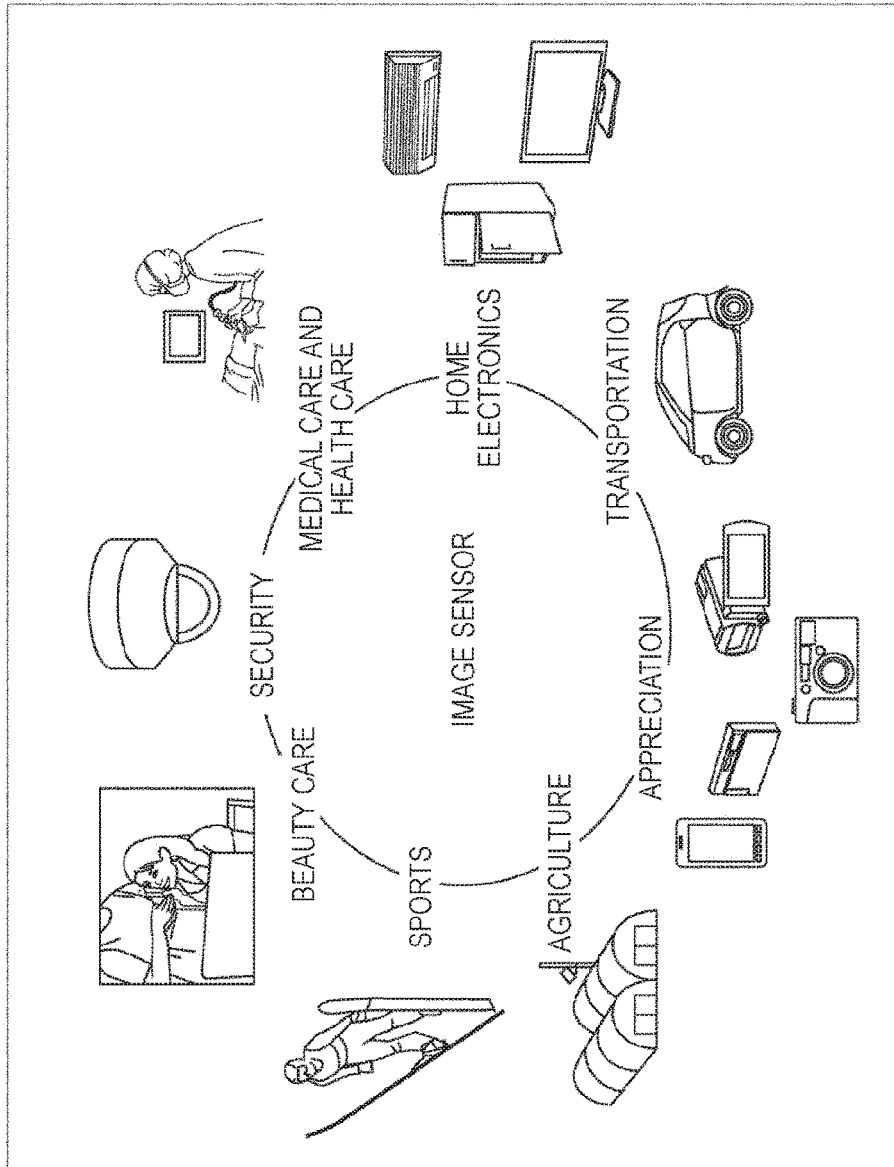 SECURITY
MEDICAL CARE AND
HEALTH CARE
HOME
ELECTRONICS
TRANSPORTATION
APPRECIATION
AGRICULTURE
SPORTS
BEAUTY CARE
IMAGE SENSOR